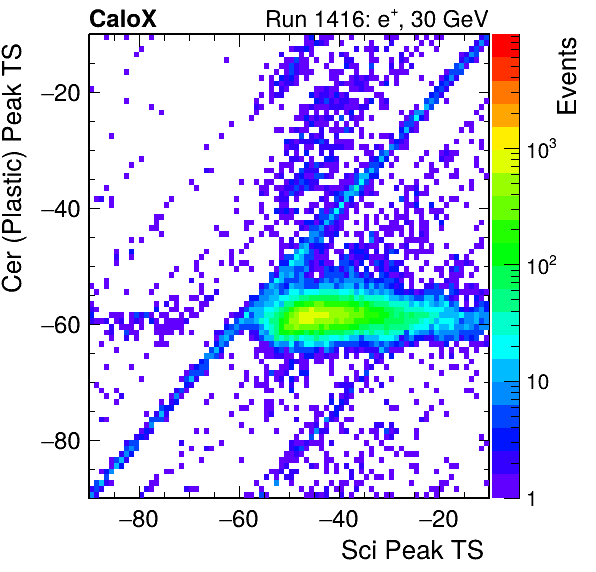 CaloX Run 1416: e+, 30 GeV
Cer (Plastic) Peak TS
−20
−40
−60
−80
−80 −60 −40 −20
Sci Peak TS
Events
10³
10²
10
1